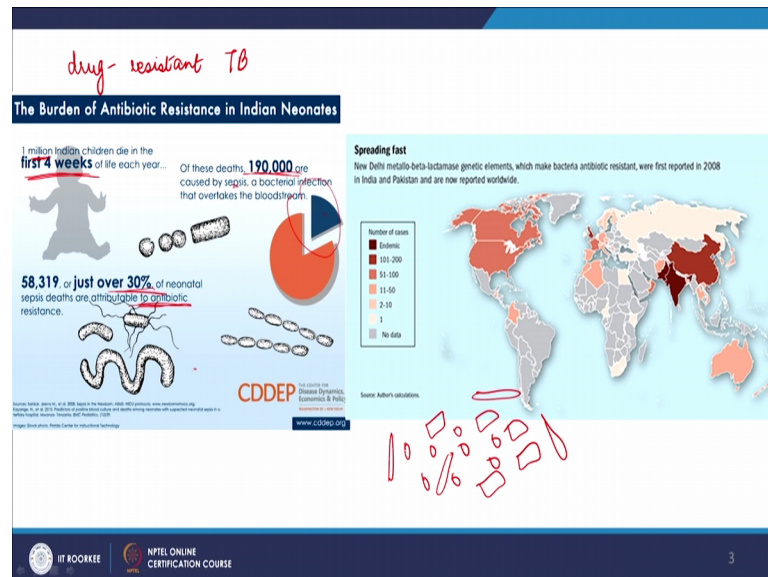 drug-resistant TB
The Burden of Antibiotic Resistance in Indian Neonates
1 million Indian children die in the
first 4 weeks of life each year...
Of these deaths, 190,000 are
caused by sepsis, a bacterial infection
that overtakes the bloodstream.
58,319, or just over 30% of neonatal
sepsis deaths are attributable to antibiotic
resistance.
CDDEP
THE CENTER FOR
Disease Dynamics,
Economics & Policy
WASHINGTON DC | NEW DELHI
www.cddep.org
Spreading fast
New Delhi metallo-beta-lactamase genetic elements, which make bacteria antibiotic resistant, were first reported in 2008
in India and Pakistan and are now reported worldwide.
Number of cases
Endemic
101-200
51-100
11-50
2-10
1
No data
Source: Author's calculations.
IIT ROORKEE
NPTEL ONLINE
CERTIFICATION COURSE
3